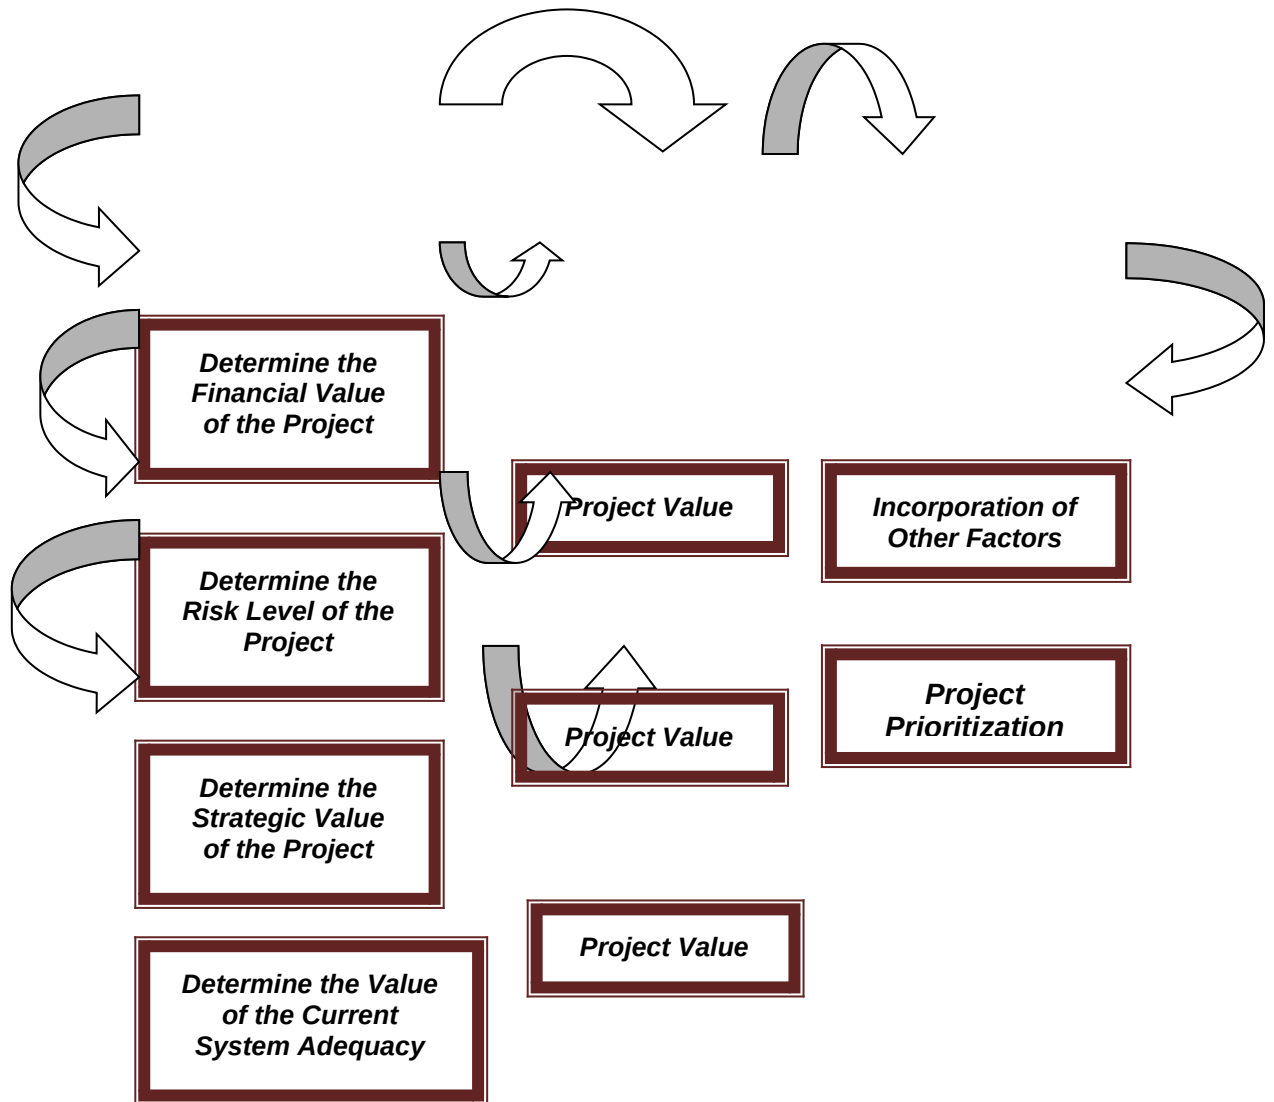 Determine the
Financial Value
of the Project
Determine the
Risk Level of the
Project
Determine the
Strategic Value
of the Project
Determine the Value
of the Current
System Adequacy
Project Value
Project Value
Project Value
Incorporation of
Other Factors
Project
Prioritization